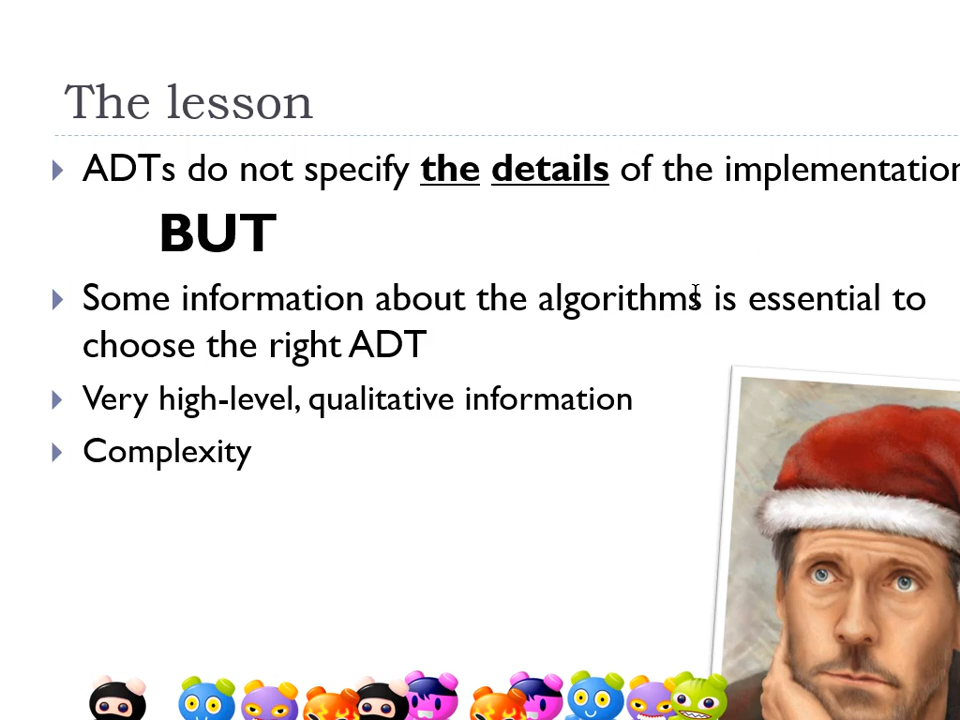 The lesson
ADTs do not specify the details of the implementation
BUT
Some information about the algorithms is essential to
choose the right ADT
Very high-level, qualitative information
Complexity